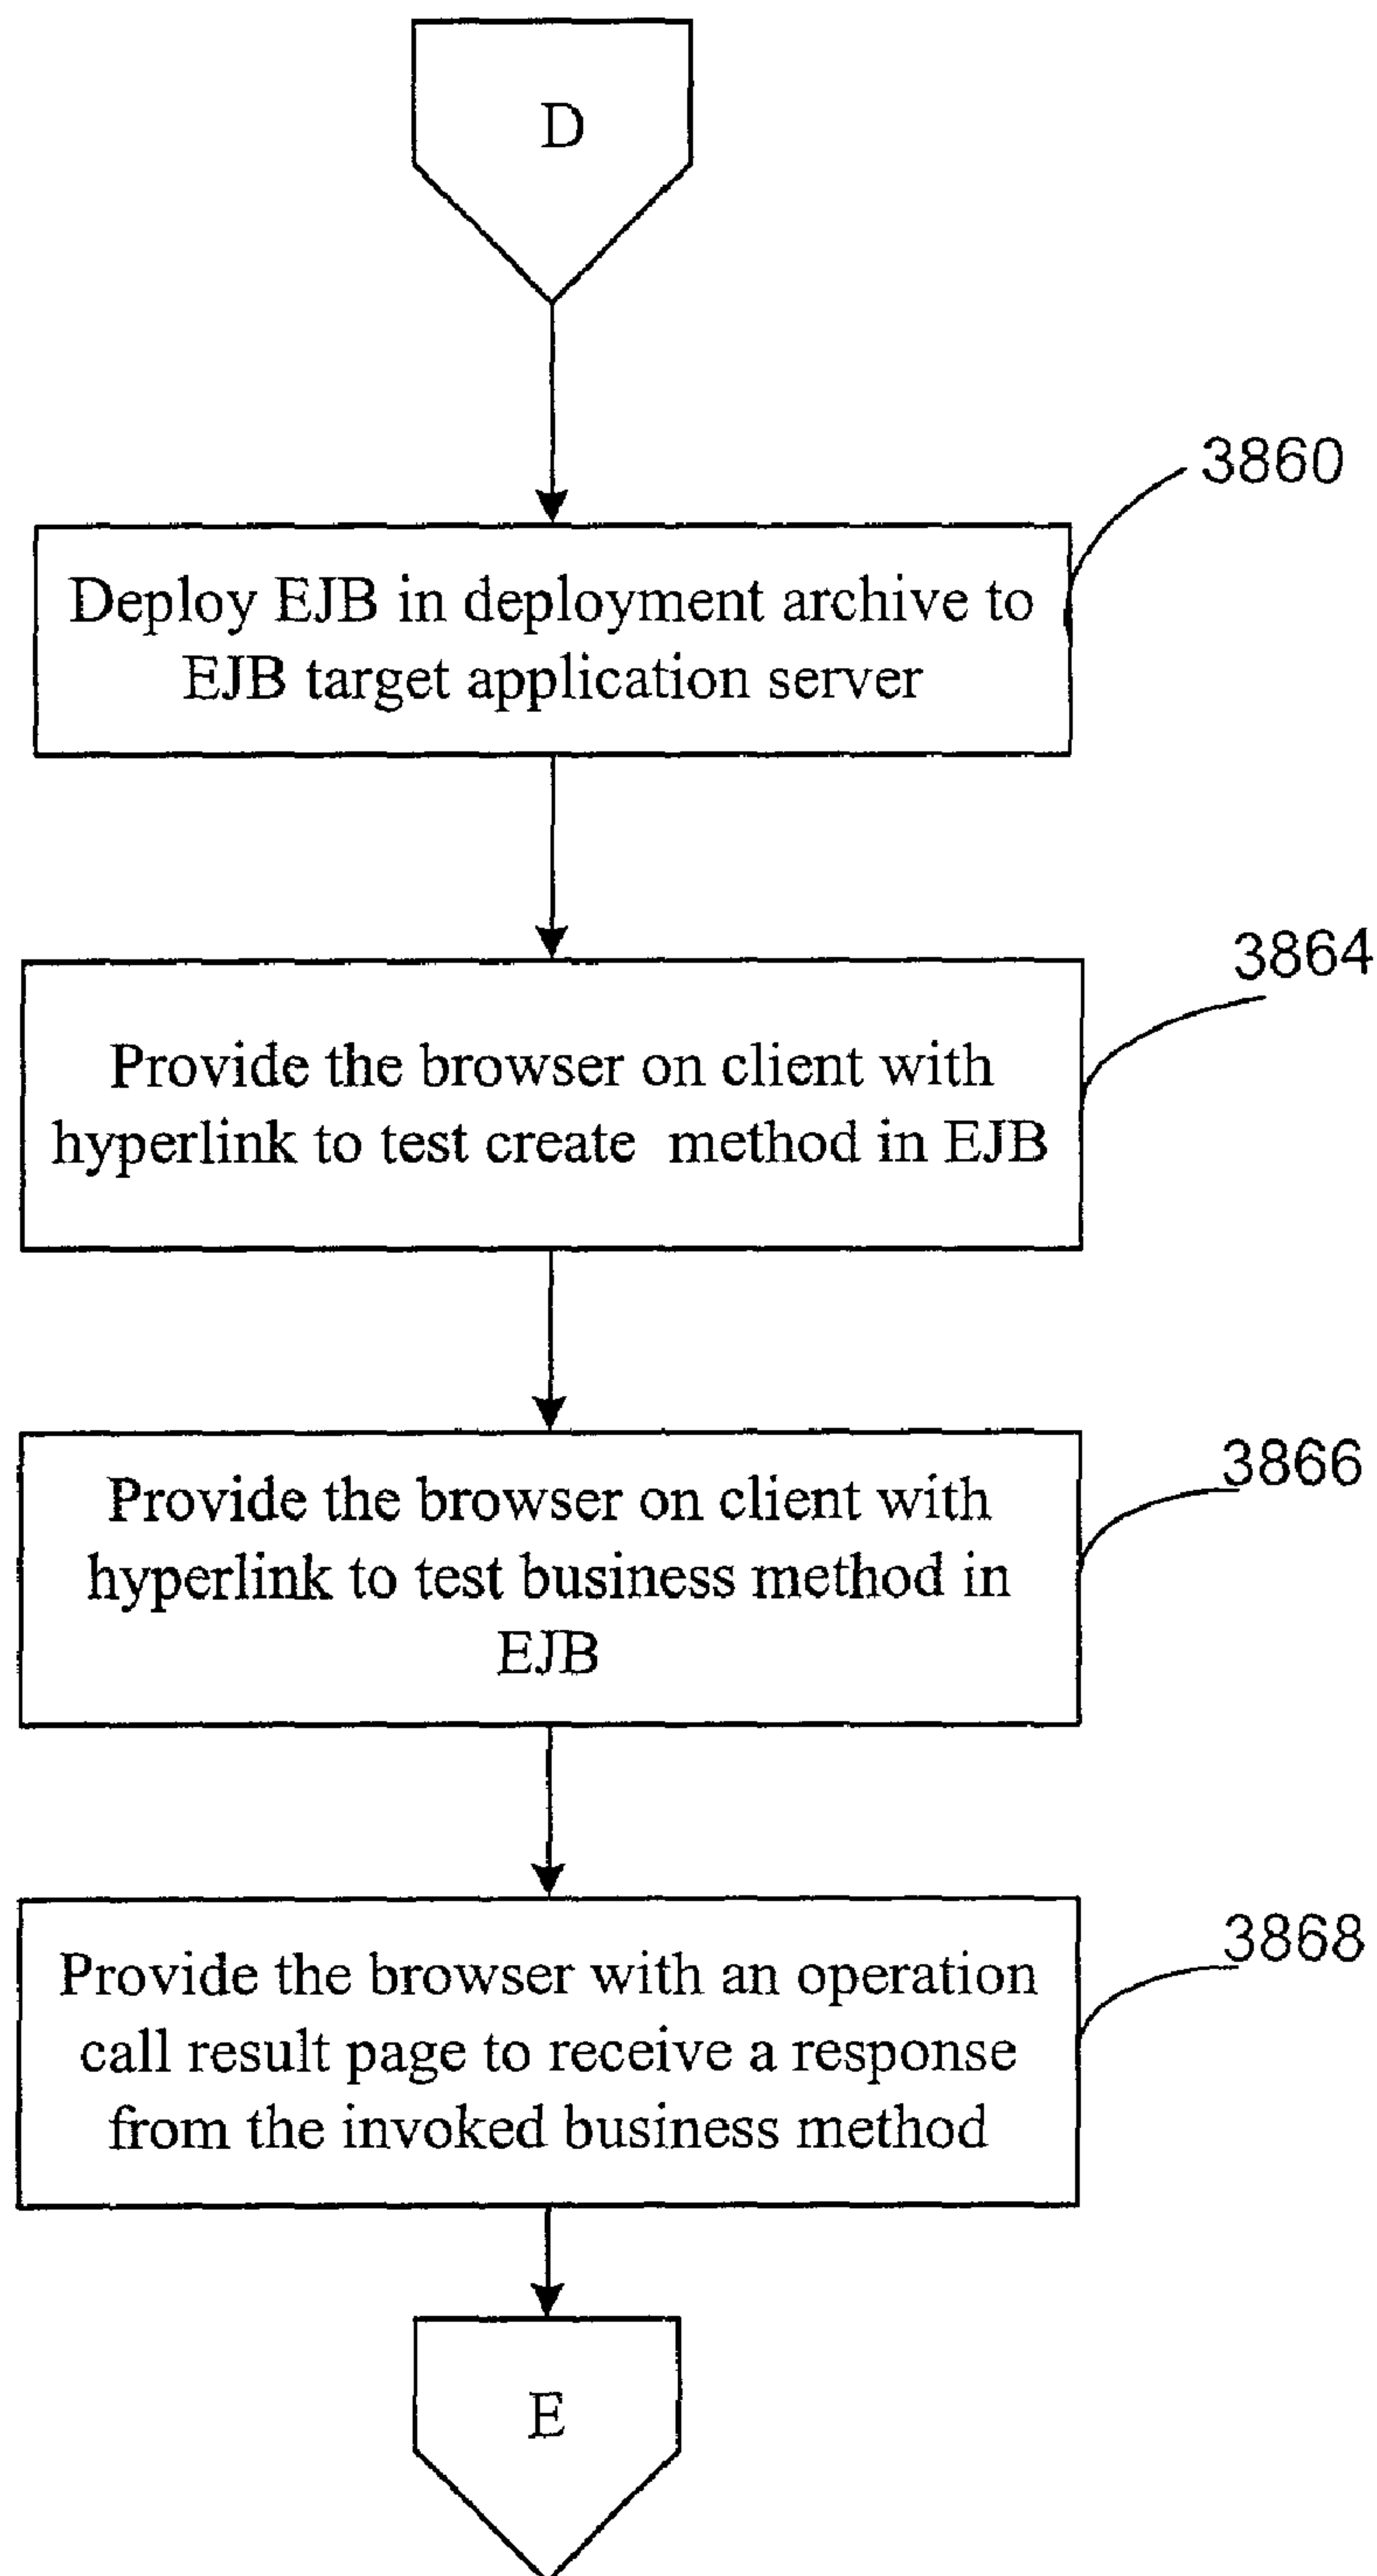 D
3860
Deploy EJB in deployment archive to
EJB target application server
3864
Provide the browser on client with
hyperlink to test create method in EJB
3866
Provide the browser on client with
hyperlink to test business method in
EJB
3868
Provide the browser with an operation
call result page to receive a response
from the invoked business method
E